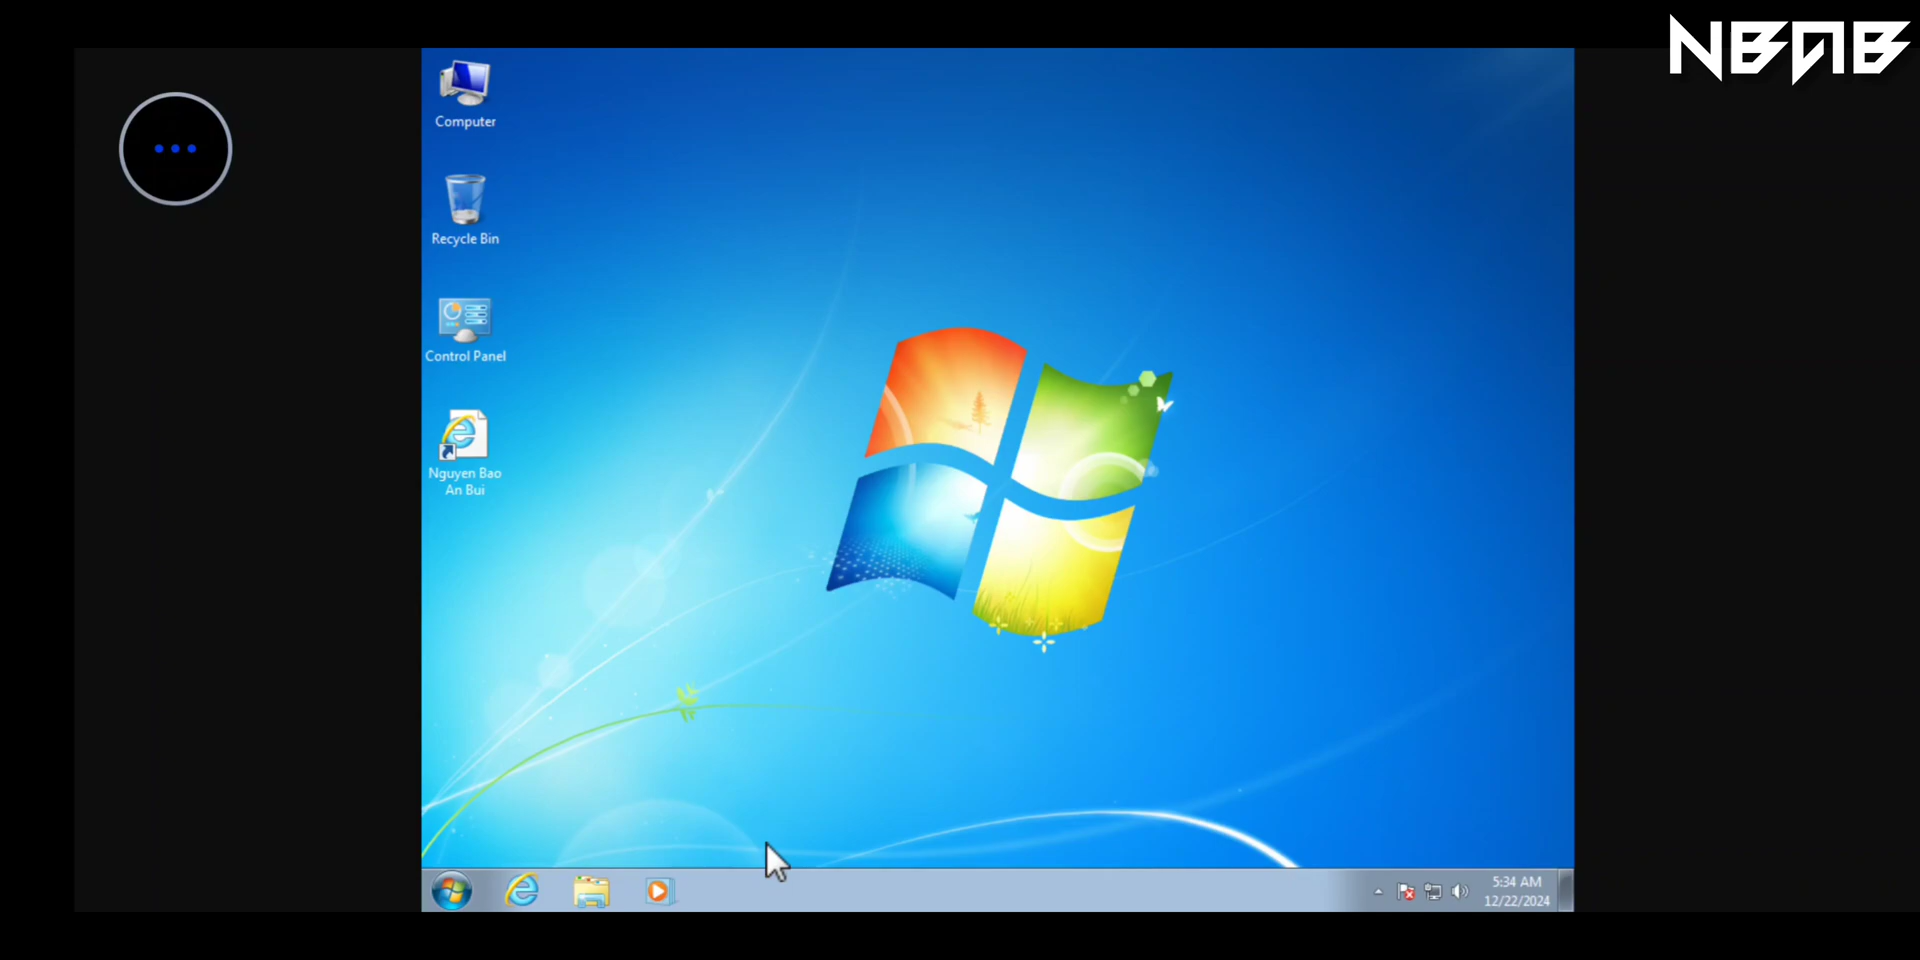 NBAB
Computer
Recycle Bin
Control Panel
Nguyen Bao
An Bui
5:34 AM
12/22/2024